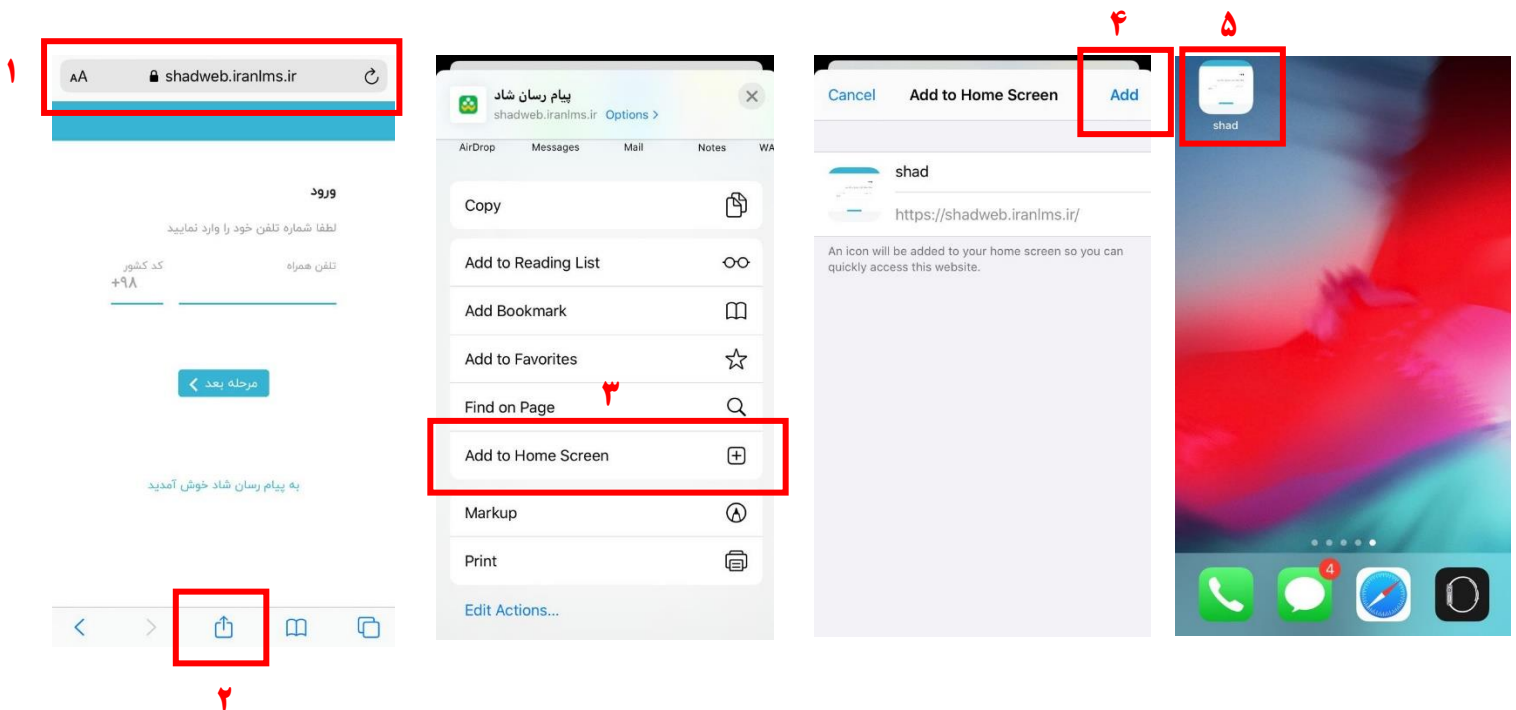 ۱
AA shadweb.iranlms.ir
ورود
لطفا شماره تلفن خود را وارد نمایید
تلفن همراه
کد کشور
+۹۸
مرحله بعد
به پیام رسان شاد خوش آمدید
۲
پیام رسان شاد
shadweb.iranlms.ir Options >
AirDrop Messages Mail Notes WA
Copy
Add to Reading List
Add Bookmark
Add to Favorites
۳
Find on Page
Add to Home Screen
Markup
Print
Edit Actions...
۴
Cancel Add to Home Screen Add
shad
https://shadweb.iranlms.ir/
An icon will be added to your home screen so you can
quickly access this website.
۵
shad
4